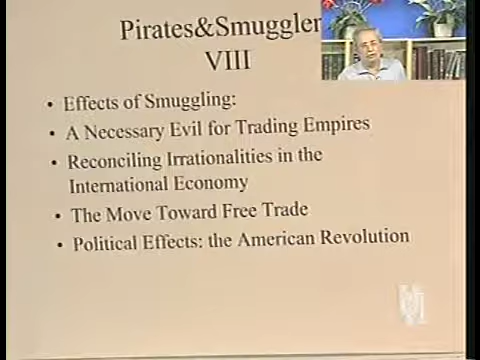 Pirates&Smuggler
VIII
• Effects of Smuggling:
• A Necessary Evil for Trading Empires
• Reconciling Irrationalities in the
International Economy
• The Move Toward Free Trade
• Political Effects: the American Revolution